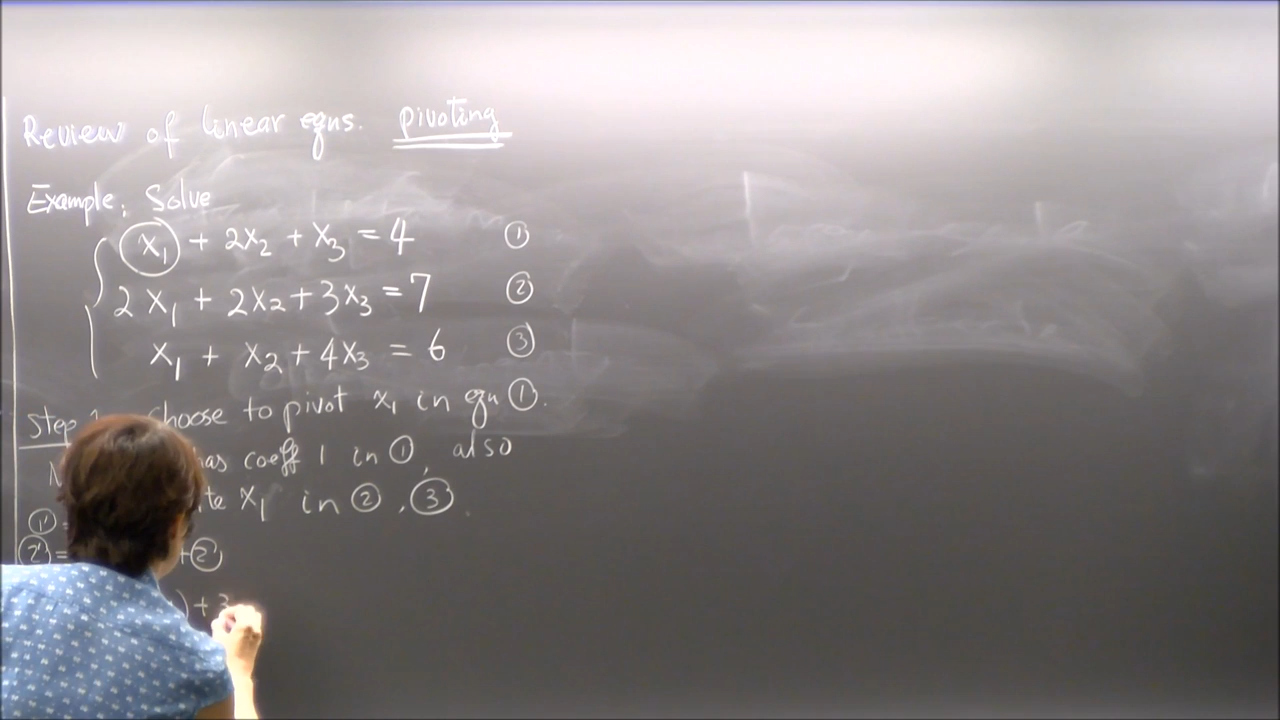 Review of linear eqns. pivoting
Example: Solve
x₁ + 2x₂ + x₃ = 4 ①
2x₁ + 2x₂ + 3x₃ = 7 ②
x₁ + x₂ + 4x₃ = 6 ③
Step choose to pivot x₁ in eqn ①.
coeff 1 in ①, also
x₁ in ②, ③.
①' =
②' = + ②
) +